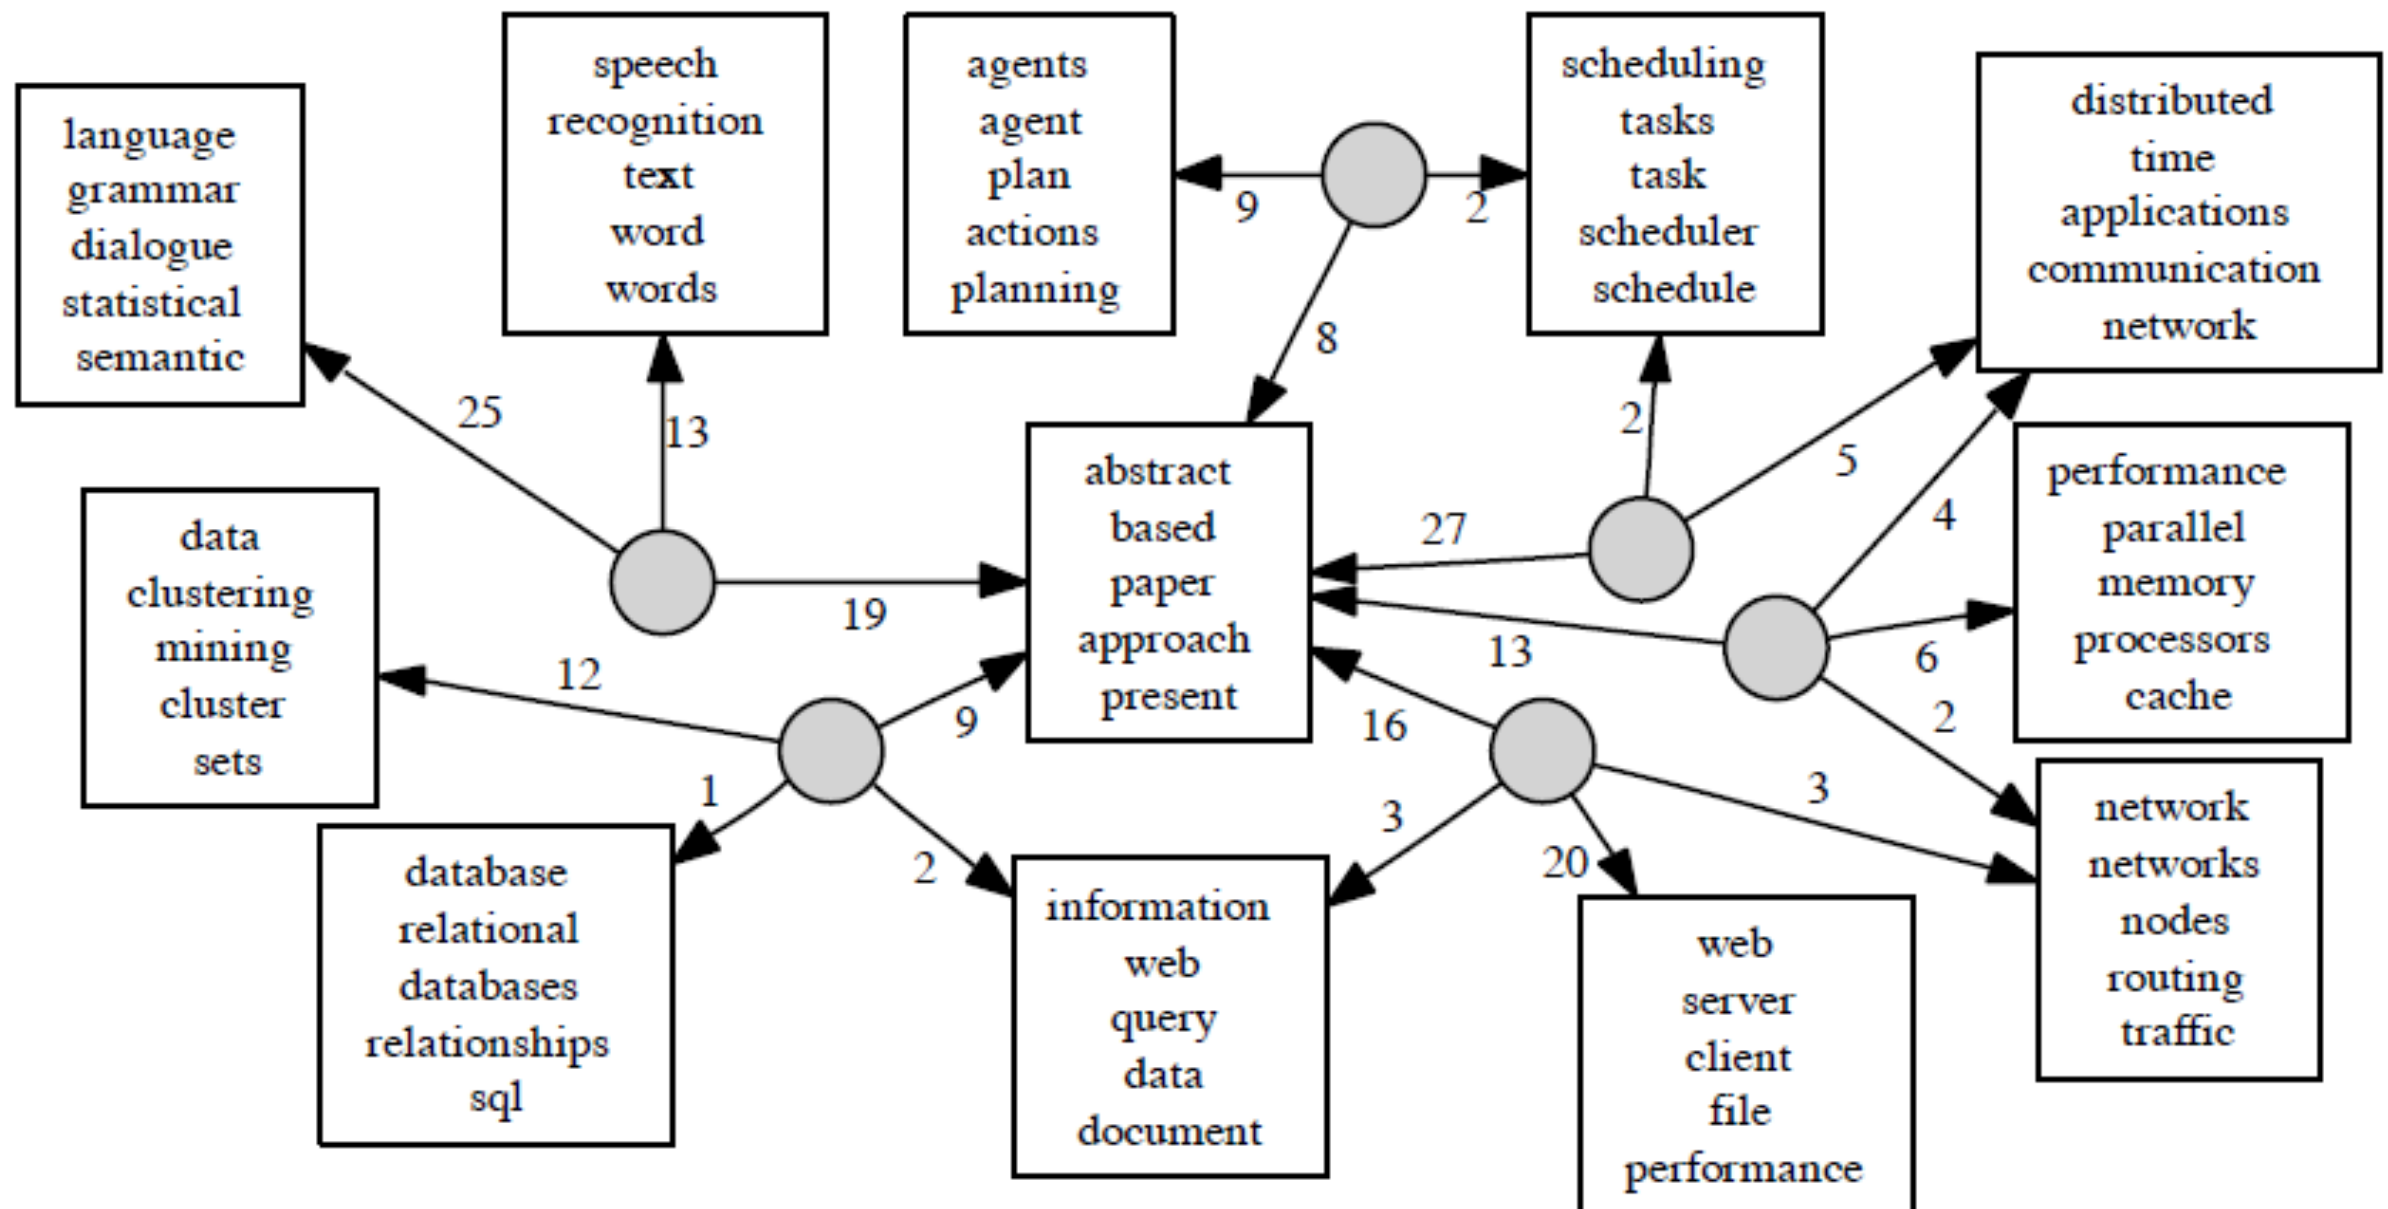 language
grammar
dialogue
statistical
semantic
speech
recognition
text
word
words
agents
agent
plan
actions
planning
scheduling
tasks
task
scheduler
schedule
distributed
time
applications
communication
network
9
2
8
25
13
19
2
5
27
4
13
6
2
abstract
based
paper
approach
present
performance
parallel
memory
processors
cache
data
clustering
mining
cluster
sets
12
9
1
2
16
3
20
3
database
relational
databases
relationships
sql
information
web
query
data
document
web
server
client
file
performance
network
networks
nodes
routing
traffic